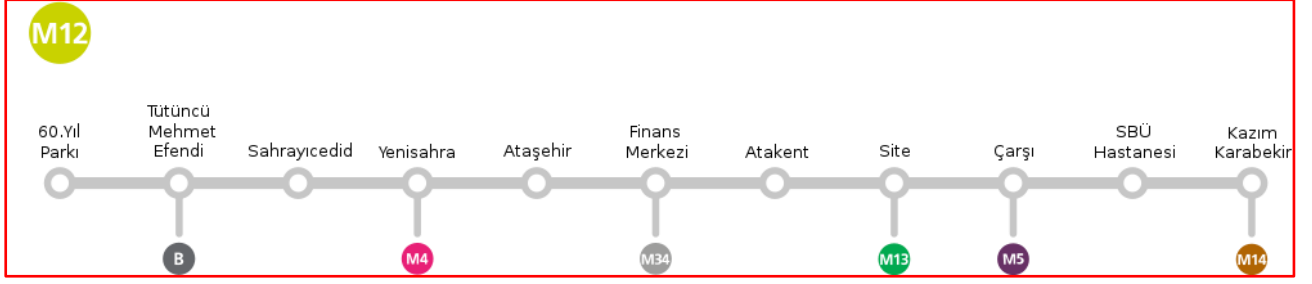 M12
60.Yıl
Parkı
Tütüncü
Mehmet
Efendi
Sahrayıcedid
Yenisahra
Ataşehir
Finans
Merkezi
Atakent
Site
Çarşı
SBÜ
Hastanesi
Kazım
Karabekir
B
M4
M34
M13
M5
M14